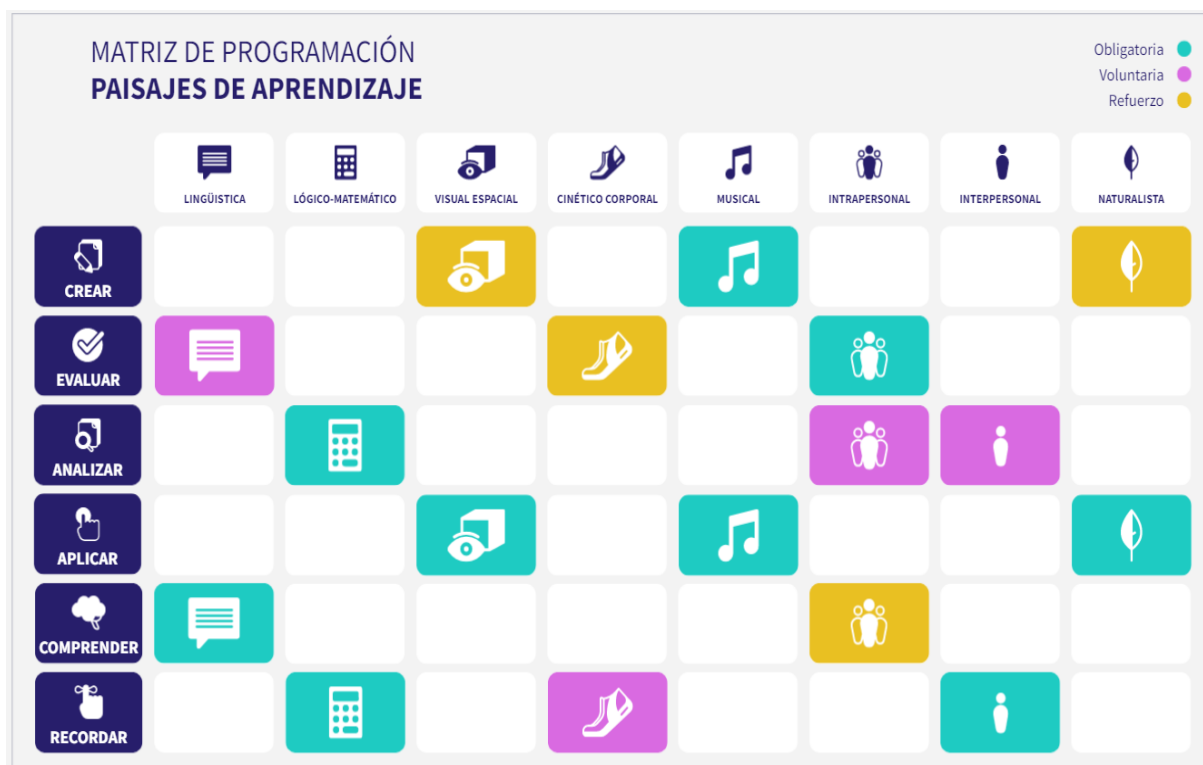 MATRIZ DE PROGRAMACIÓN
PAISAJES DE APRENDIZAJE
Obligatoria
Voluntaria
Refuerzo
LINGÜISTICA
LÓGICO-MATEMÁTICO
VISUAL ESPACIAL
CINÉTICO CORPORAL
MUSICAL
INTRAPERSONAL
INTERPERSONAL
NATURALISTA
CREAR
EVALUAR
ANALIZAR
APLICAR
COMPRENDER
RECORDAR